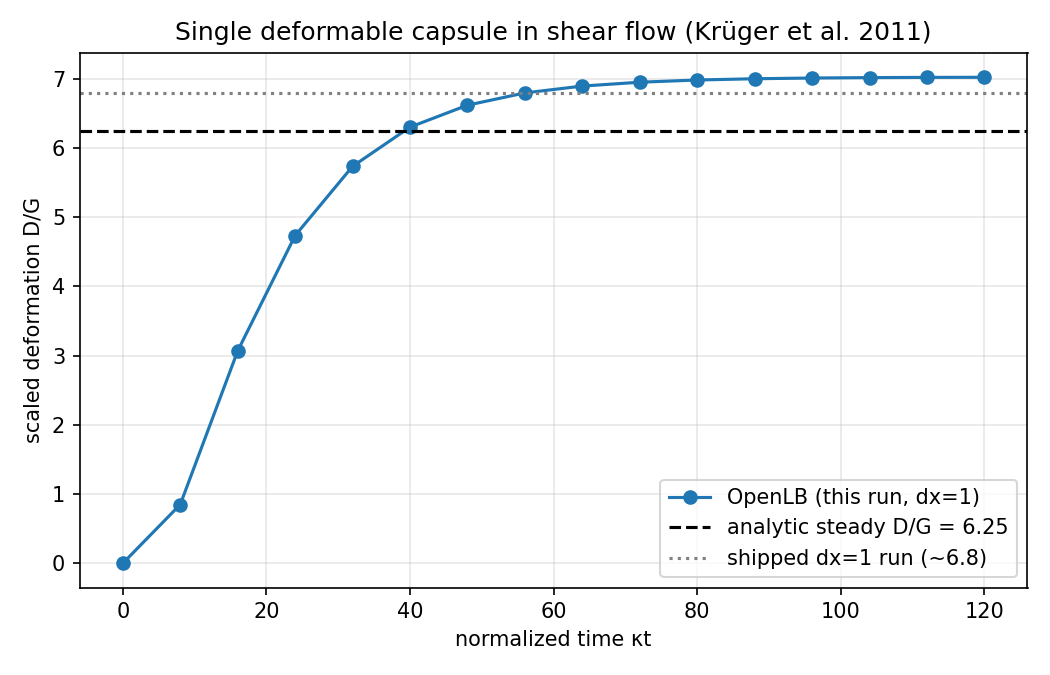 Single deformable capsule in shear flow (Krüger et al. 2011)
scaled deformation D/G
7
6
5
4
3
2
1
0
OpenLB (this run, dx=1)
analytic steady D/G = 6.25
shipped dx=1 run (~6.8)
0 20 40 60 80 100 120
normalized time κt